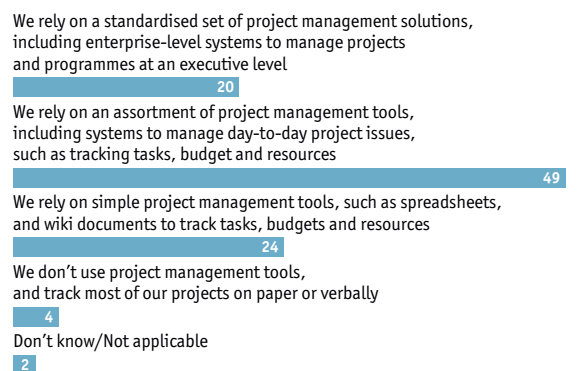 We rely on a standardised set of project management solutions,
including enterprise-level systems to manage projects
and programmes at an executive level
20
We rely on an assortment of project management tools,
including systems to manage day-to-day project issues,
such as tracking tasks, budget and resources
49
We rely on simple project management tools, such as spreadsheets,
and wiki documents to track tasks, budgets and resources
24
We don’t use project management tools,
and track most of our projects on paper or verbally
4
Don’t know/Not applicable
2